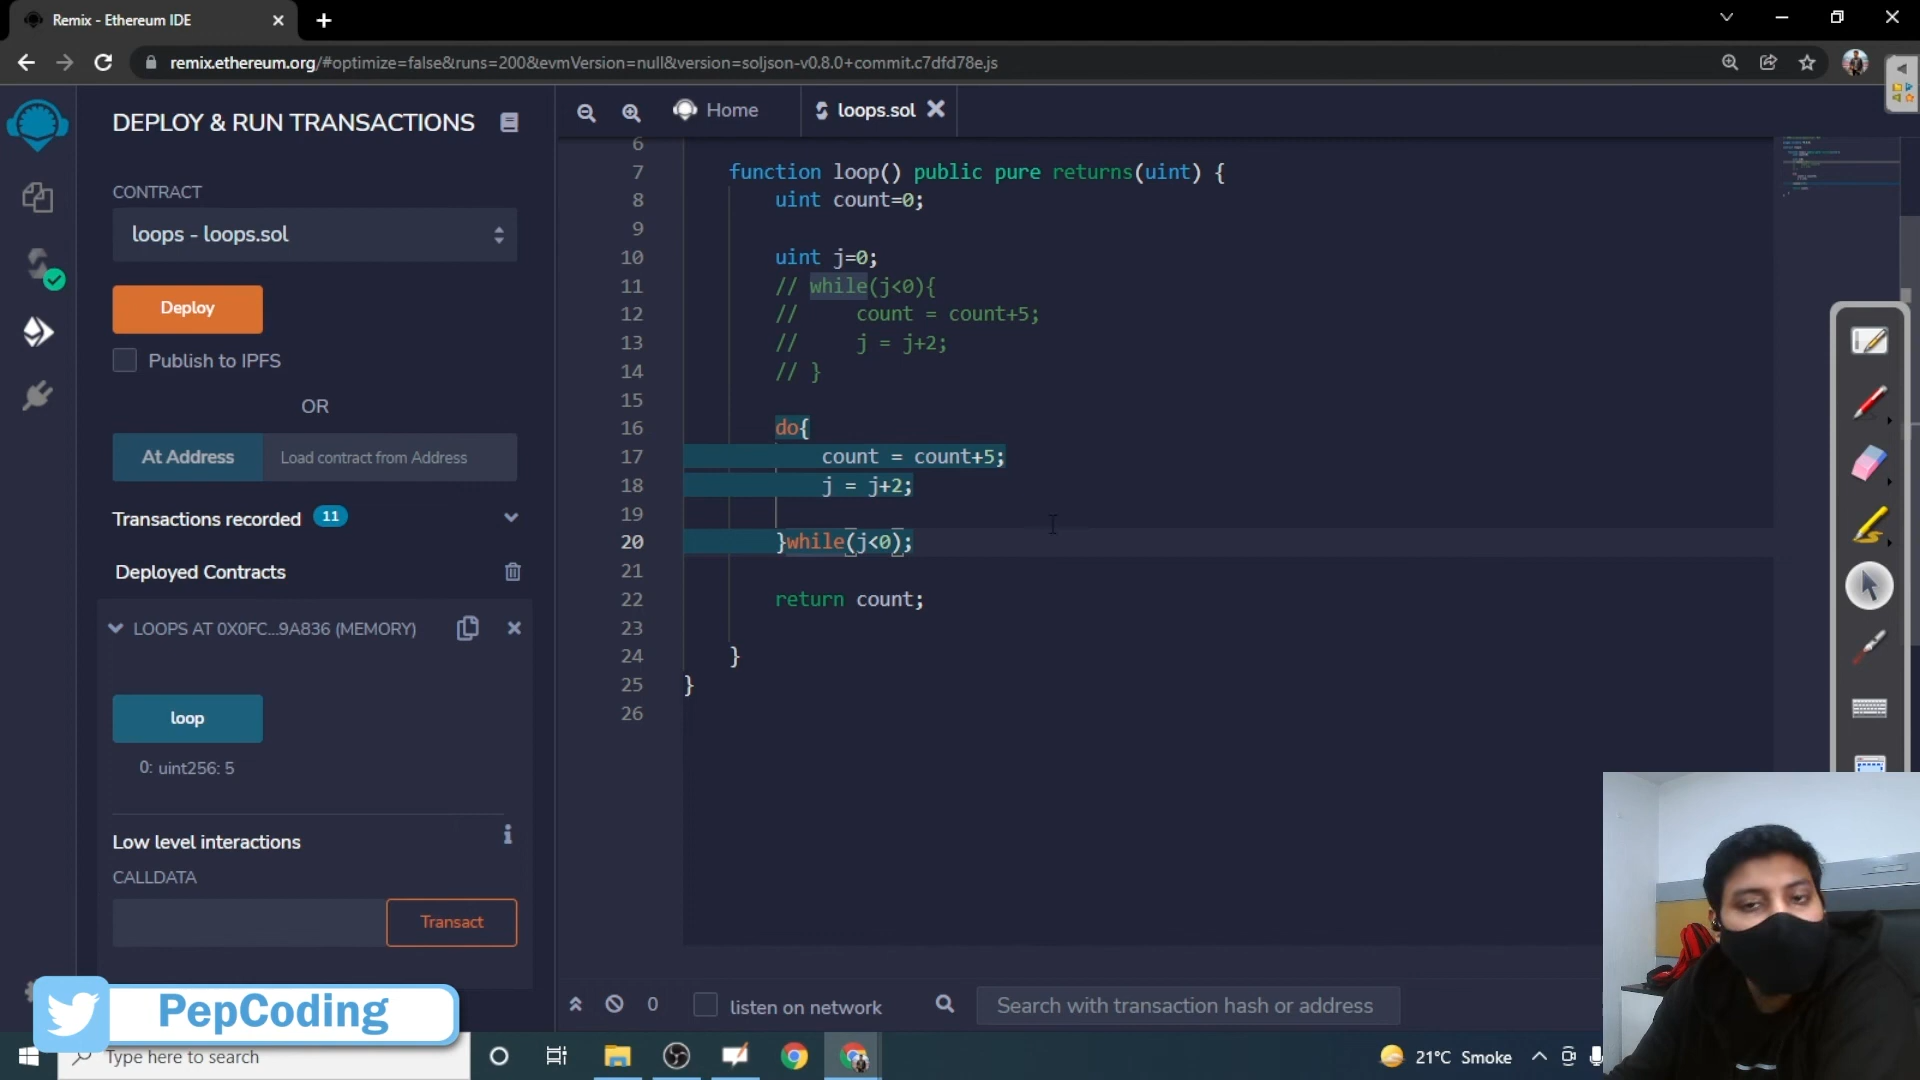 Remix - Ethereum IDE
remix.ethereum.org/#optimize=false&runs=200&evmVersion=null&version=soljson-v0.8.0+commit.c7dfd78e.js
DEPLOY & RUN TRANSACTIONS
CONTRACT
loops - loops.sol
Deploy
Publish to IPFS
OR
At Address
Load contract from Address
Transactions recorded 11
Deployed Contracts
LOOPS AT 0X0FC...9A836 (MEMORY)
loop
0: uint256: 5
Low level interactions
CALLDATA
Transact
Home
loops.sol
6
7 function loop() public pure returns(uint) {
8 uint count=0;
9
10 uint j=0;
11 // while(j<0){
12 // count = count+5;
13 // j = j+2;
14 // }
15
16 do{
17 count = count+5;
18 j = j+2;
19
20 }while(j<0);
21
22 return count;
23
24 }
25 }
26
0
listen on network
Search with transaction hash or address
PepCoding
Type here to search
21°C Smoke